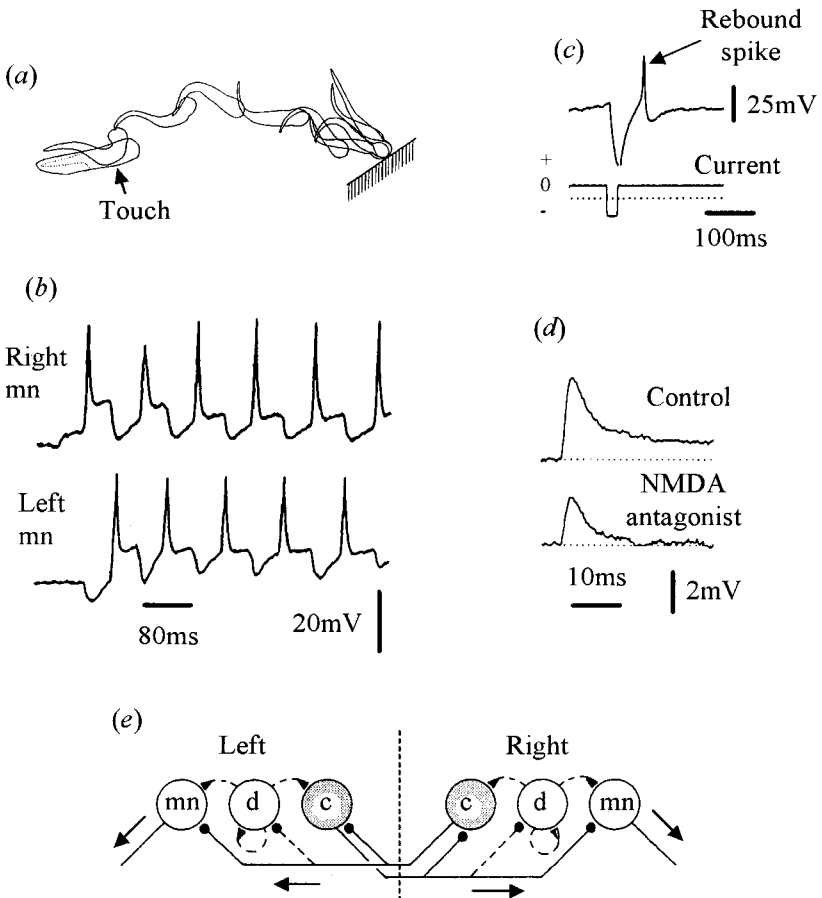 (a)
Touch
(b)
Right
mn
Left
mn
80ms
20mV
(c)
Rebound
spike
25mV
+
0
-
Current
100ms
(d)
Control
NMDA
antagonist
10ms
2mV
(e)
Left
Right
mn
d
c
c
d
mn